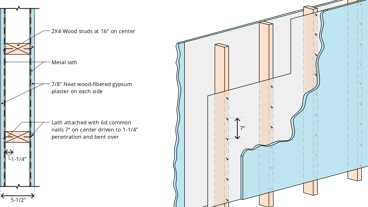 2X4 Wood studs at 16" on center
Metal lath
7/8" Neat wood-fibered gypsum
plaster on each side
Lath attached with 6d common
nails 7" on center driven to 1-1/4"
penetration and bent over
1-1/4"
5-1/2"
7"